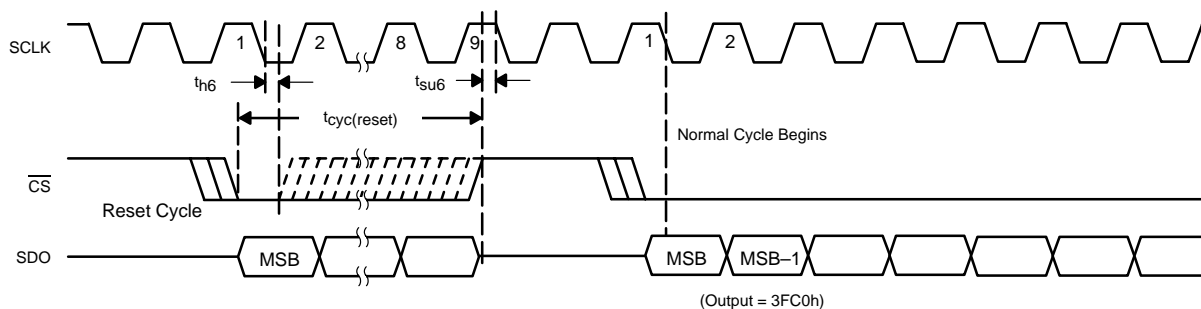 SCLK
1 2 8 9 1 2
th6 tsu6
tcyc(reset)
Normal Cycle Begins
CS
Reset Cycle
SDO
MSB MSB MSB–1
(Output = 3FC0h)